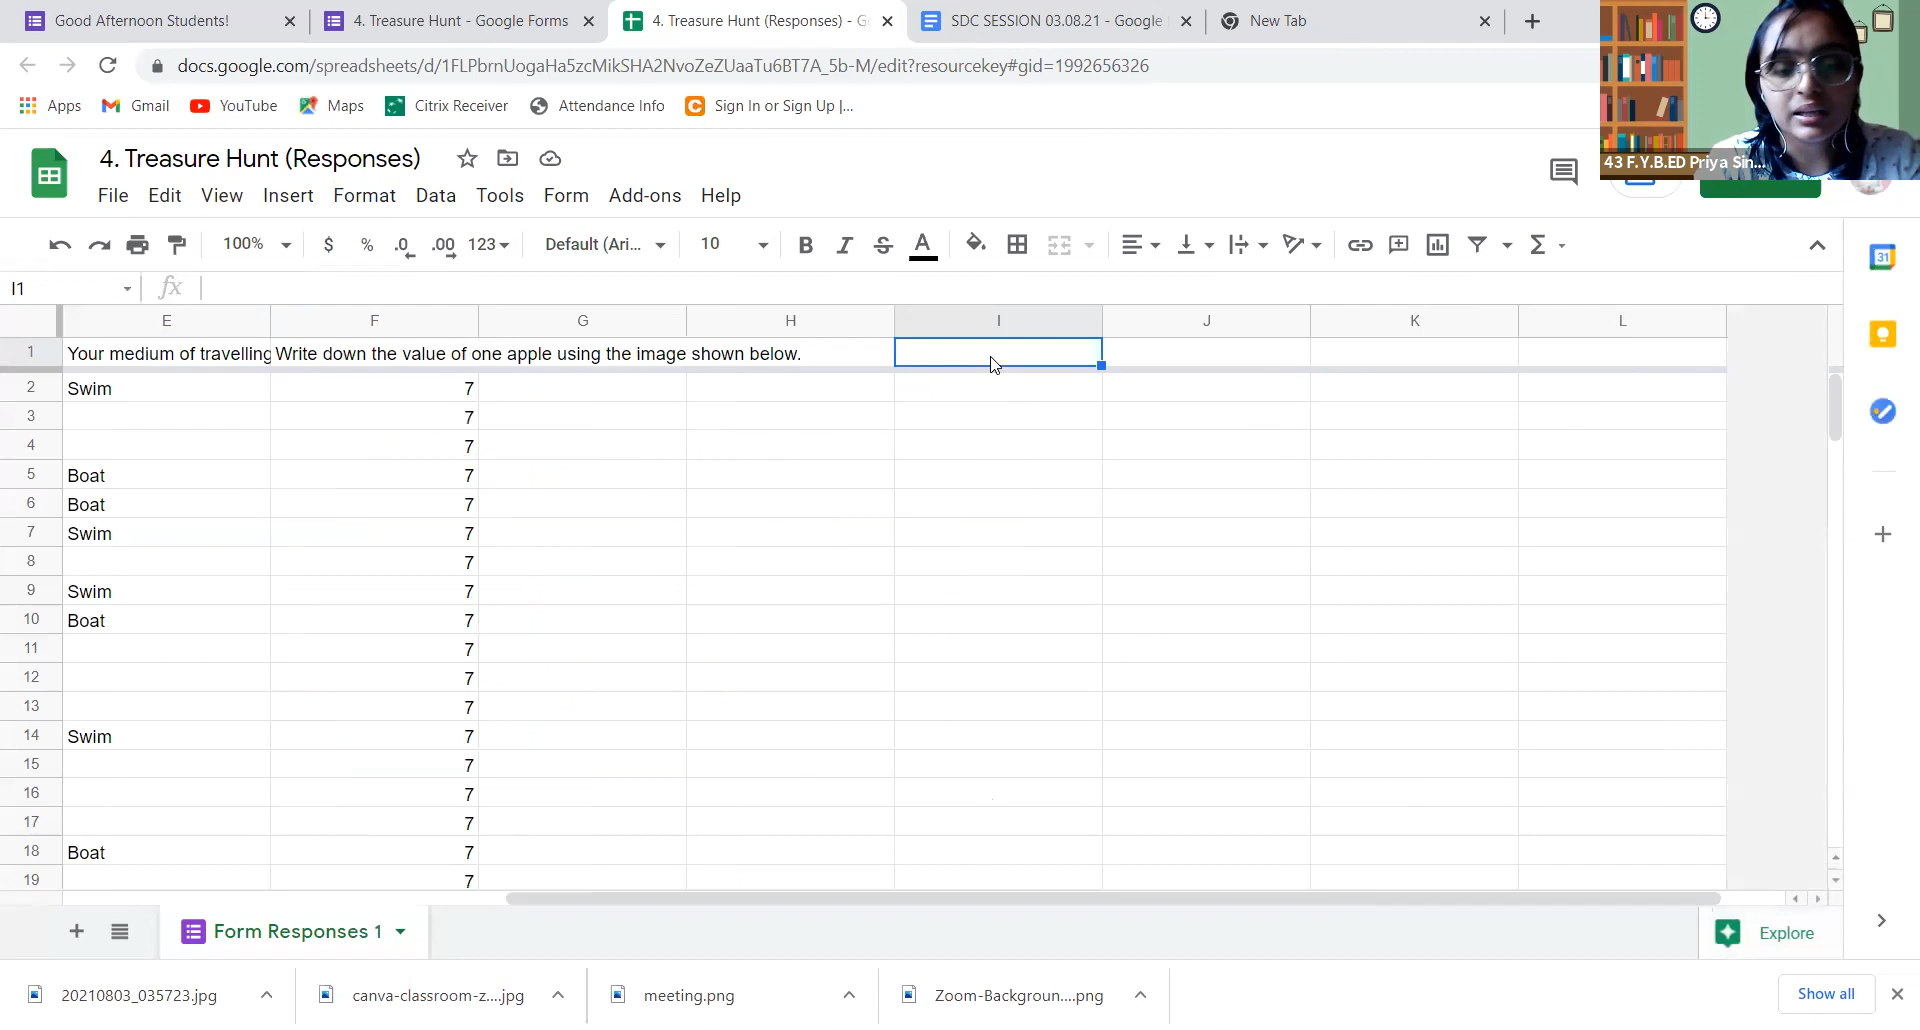 Good Afternoon Students!
4. Treasure Hunt - Google Forms
4. Treasure Hunt (Responses) - G
SDC SESSION 03.08.21 - Google
New Tab
docs.google.com/spreadsheets/d/1FLPbrnUogaHa5zcMikSHA2NvoZeZUaaTu6BT7A_5b-M/edit?resourcekey#gid=1992656326
Apps Gmail YouTube Maps Citrix Receiver Attendance Info Sign In or Sign Up |...
43 F.Y.B.ED Priya Sin...
4. Treasure Hunt (Responses)
File Edit View Insert Format Data Tools Form Add-ons Help
100% $ % .0 .00 123 Default (Ari... 10 B I S A Σ
31
I1 fx
E F G H I J K L
1 Your medium of travelling Write down the value of one apple using the image shown below.
2 Swim 7
3 7
4 7
5 Boat 7
6 Boat 7
7 Swim 7
8 7
9 Swim 7
10 Boat 7
11 7
12 7
13 7
14 Swim 7
15 7
16 7
17 7
18 Boat 7
19 7
Form Responses 1
Explore
20210803_035723.jpg
canva-classroom-z....jpg
meeting.png
Zoom-Backgroun....png
Show all